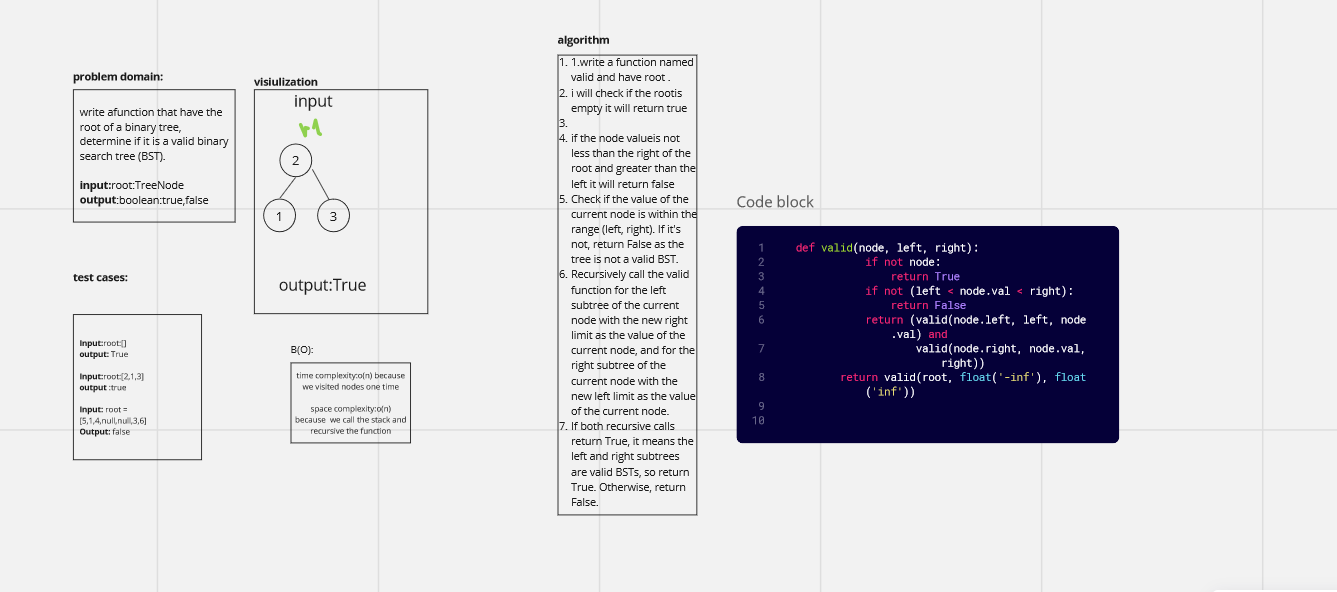 problem domain:
write afunction that have the
root of a binary tree,
determine if it is a valid binary
search tree (BST).
input:root:TreeNode
output:boolean:true,false
test cases:
Input:root:[]
output: True
Input:root:[2,1,3]
output :true
Input: root =
[5,1,4,null,null,3,6]
Output: false
visiulization
input
r1
2
1
3
output:True
B(O):
time complexity:o(n) because
we visited nodes one time
space complexity:o(n)
because we call the stack and
recursive the function
algorithm
1. 1.write a function named
valid and have root .
2. i will check if the rootis
empty it will return true
3.
4. if the node valueis not
less than the right of the
root and greater than the
left it will return false
5. Check if the value of the
current node is within the
range (left, right). If it's
not, return False as the
tree is not a valid BST.
6. Recursively call the valid
function for the left
subtree of the current
node with the new right
limit as the value of the
current node, and for the
right subtree of the
current node with the
new left limit as the value
of the current node.
7. If both recursive calls
return True, it means the
left and right subtrees
are valid BSTs, so return
True. Otherwise, return
False.
Code block
1 def valid(node, left, right):
2 if not node:
3 return True
4 if not (left < node.val < right):
5 return False
6 return (valid(node.left, left, node
.val) and
7 valid(node.right, node.val,
right))
8 return valid(root, float('-inf'), float
('inf'))
9
10